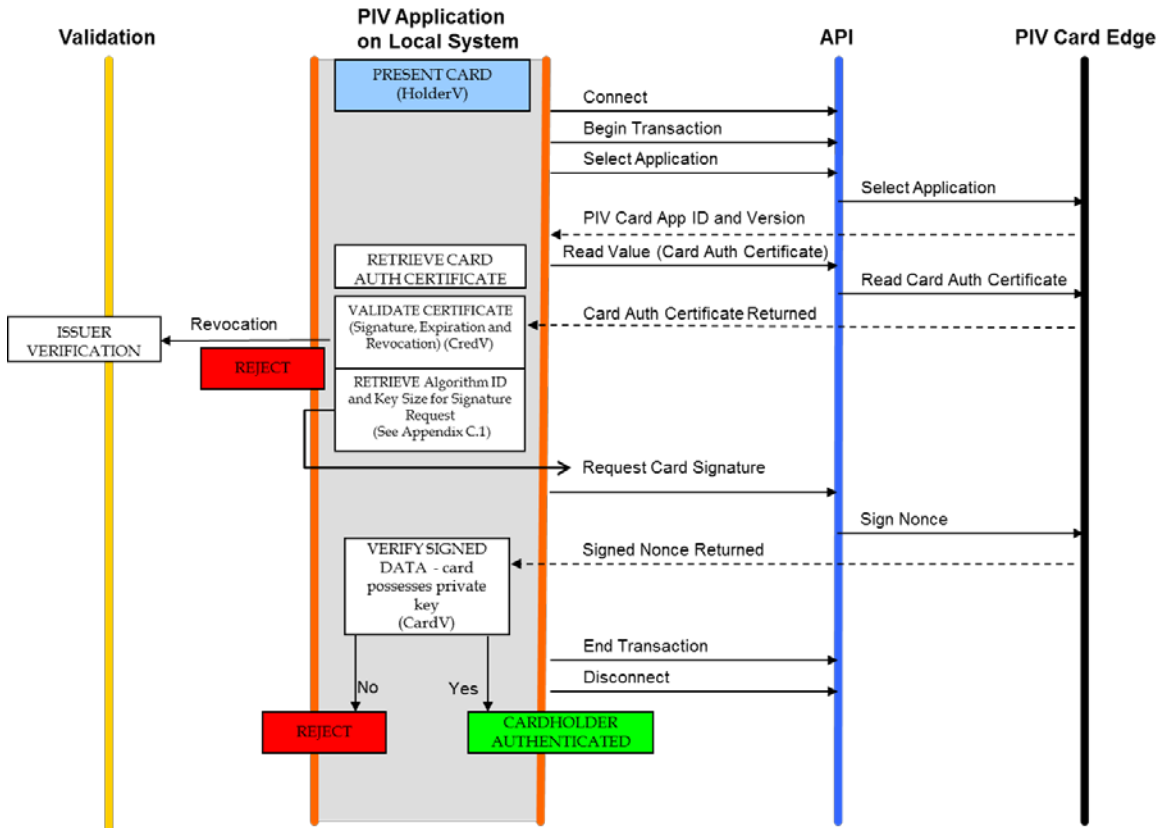 Validation
PIV Application
on Local System
API
PIV Card Edge
PRESENT CARD
(HolderV)
Connect
Begin Transaction
Select Application
Select Application
PIV Card App ID and Version
RETRIEVE CARD
AUTH CERTIFICATE
Read Value (Card Auth Certificate)
Read Card Auth Certificate
Card Auth Certificate Returned
VALIDATE CERTIFICATE
(Signature, Expiration and
Revocation) (CredV)
Revocation
ISSUER
VERIFICATION
REJECT
RETRIEVE Algorithm ID
and Key Size for Signature
Request
(See Appendix C.1)
Request Card Signature
Sign Nonce
Signed Nonce Returned
VERIFY SIGNED
DATA - card
possesses private
key
(CardV)
End Transaction
Disconnect
No
Yes
REJECT
CARDHOLDER
AUTHENTICATED